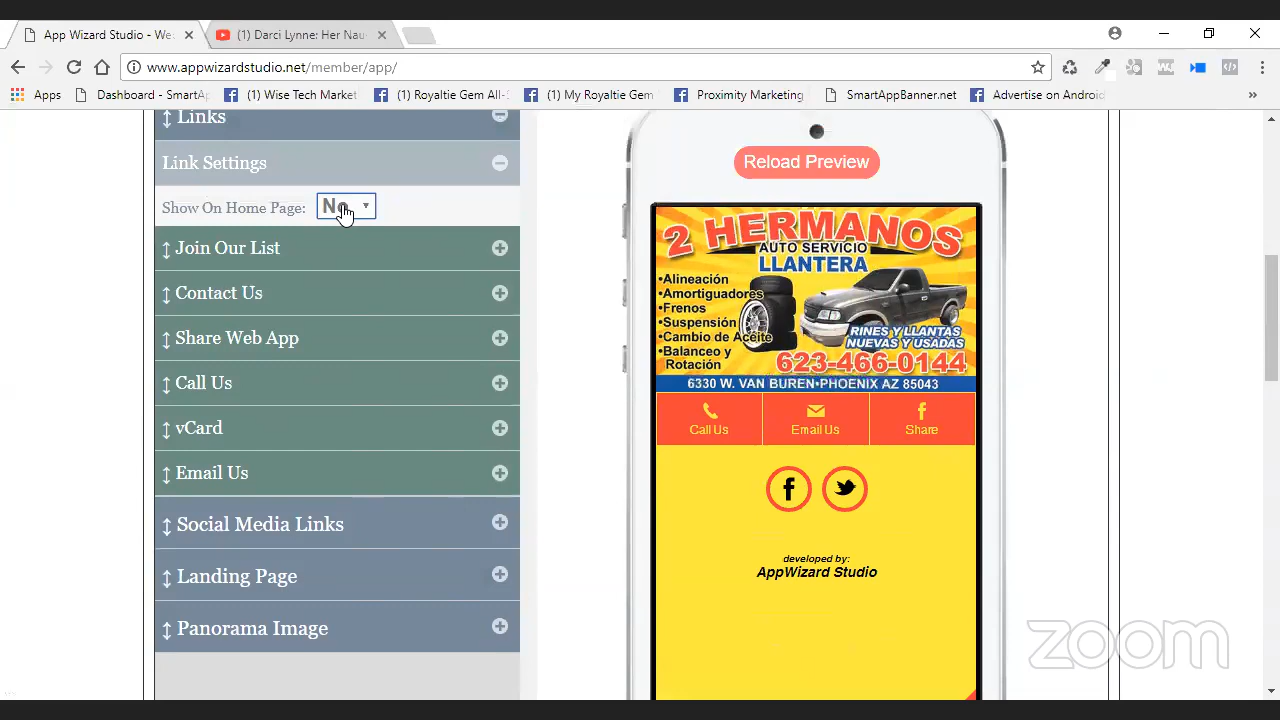 App Wizard Studio - We
(1) Darci Lynne: Her Nau
www.appwizardstudio.net/member/app/
Apps
Dashboard - SmartAp
(1) Wise Tech Market
(1) Royaltie Gem All-
(1) My Royaltie Gem
Proximity Marketing
SmartAppBanner.net
Advertise on Android
»
Links
Link Settings
Show On Home Page: No
Join Our List
Contact Us
Share Web App
Call Us
vCard
Email Us
Social Media Links
Landing Page
Panorama Image
Reload Preview
2 HERMANOS
AUTO SERVICIO
LLANTERA
•Alineación
•Amortiguadores
•Frenos
•Suspensión
•Cambio de Aceite
•Balanceo y
Rotación
RINES Y LLANTAS
NUEVAS Y USADAS
623-466-0144
6330 W. VAN BUREN•PHOENIX AZ 85043
Call Us
Email Us
Share
developed by:
AppWizard Studio
zoom